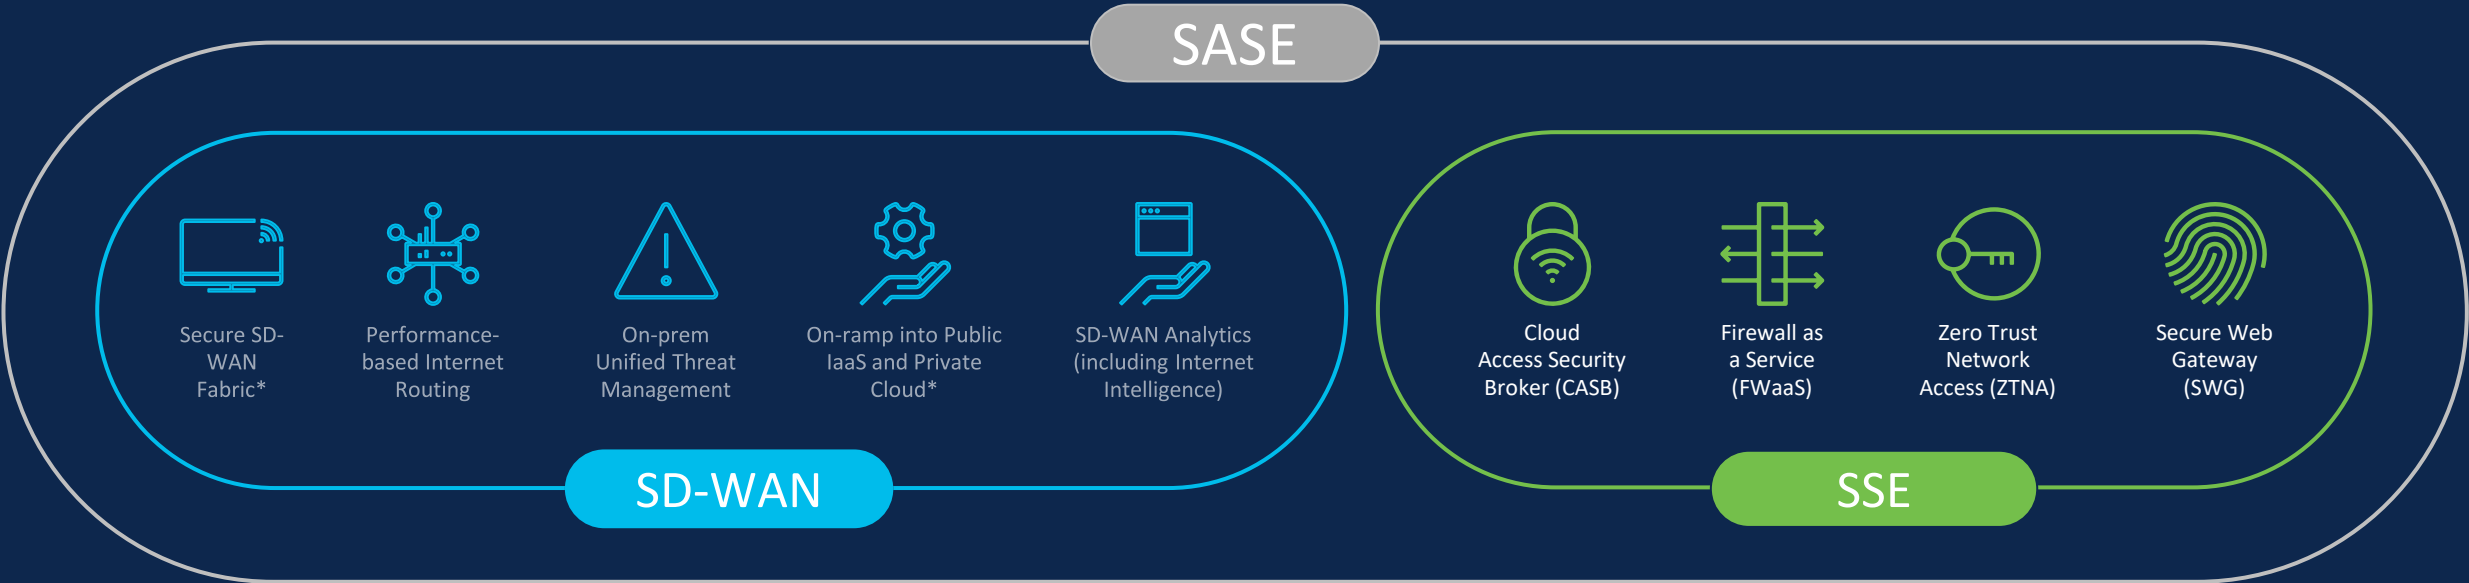 SASE
Secure SD-
WAN
Fabric*
Performance-
based Internet
Routing
On-prem
Unified Threat
Management
On-ramp into Public
IaaS and Private
Cloud*
SD-WAN Analytics
(including Internet
Intelligence)
SD-WAN
Cloud
Access Security
Broker (CASB)
Firewall as
a Service
(FWaaS)
Zero Trust
Network
Access (ZTNA)
Secure Web
Gateway
(SWG)
SSE